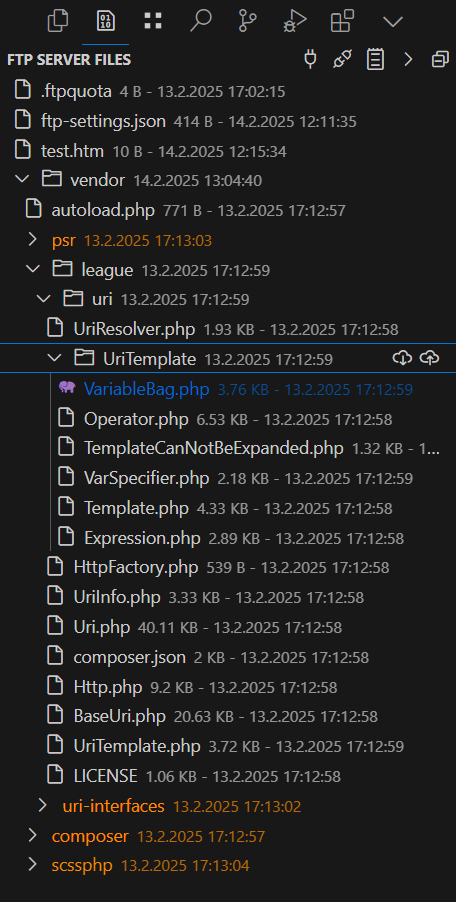 FTP SERVER FILES
.ftpquota 4 B - 13.2.2025 17:02:15
ftp-settings.json 414 B - 14.2.2025 12:11:35
test.htm 10 B - 14.2.2025 12:15:34
vendor 14.2.2025 13:04:40
autoload.php 771 B - 13.2.2025 17:12:57
psr 13.2.2025 17:13:03
league 13.2.2025 17:12:59
uri 13.2.2025 17:12:59
UriResolver.php 1.93 KB - 13.2.2025 17:12:58
UriTemplate 13.2.2025 17:12:59
VariableBag.php 3.76 KB - 13.2.2025 17:12:59
Operator.php 6.53 KB - 13.2.2025 17:12:58
TemplateCanNotBeExpanded.php 1.32 KB - 1...
VarSpecifier.php 2.18 KB - 13.2.2025 17:12:59
Template.php 4.33 KB - 13.2.2025 17:12:58
Expression.php 2.89 KB - 13.2.2025 17:12:58
HttpFactory.php 539 B - 13.2.2025 17:12:58
UriInfo.php 3.33 KB - 13.2.2025 17:12:58
Uri.php 40.11 KB - 13.2.2025 17:12:58
composer.json 2 KB - 13.2.2025 17:12:58
Http.php 9.2 KB - 13.2.2025 17:12:58
BaseUri.php 20.63 KB - 13.2.2025 17:12:58
UriTemplate.php 3.72 KB - 13.2.2025 17:12:59
LICENSE 1.06 KB - 13.2.2025 17:12:58
uri-interfaces 13.2.2025 17:13:02
composer 13.2.2025 17:12:57
scssphp 13.2.2025 17:13:04